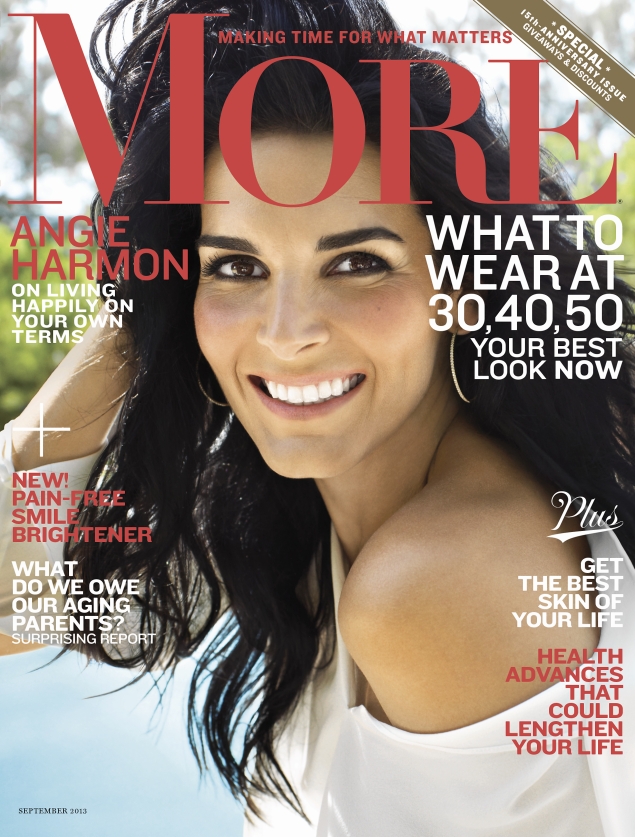 MAKING TIME FOR WHAT MATTERS
* SPECIAL *
15th-ANNIVERSARY ISSUE
GIVEAWAYS & DISCOUNTS
MORE
ANGIE
HARMON
ON LIVING
HAPPILY ON
YOUR OWN
TERMS
WHAT TO
WEAR AT
30,40,50
YOUR BEST
LOOK NOW
NEW!
PAIN-FREE
SMILE
BRIGHTENER
WHAT
DO WE OWE
OUR AGING
PARENTS?
SURPRISING REPORT
Plus
GET
THE BEST
SKIN OF
YOUR LIFE
HEALTH
ADVANCES
THAT
COULD
LENGTHEN
YOUR LIFE
SEPTEMBER 2013